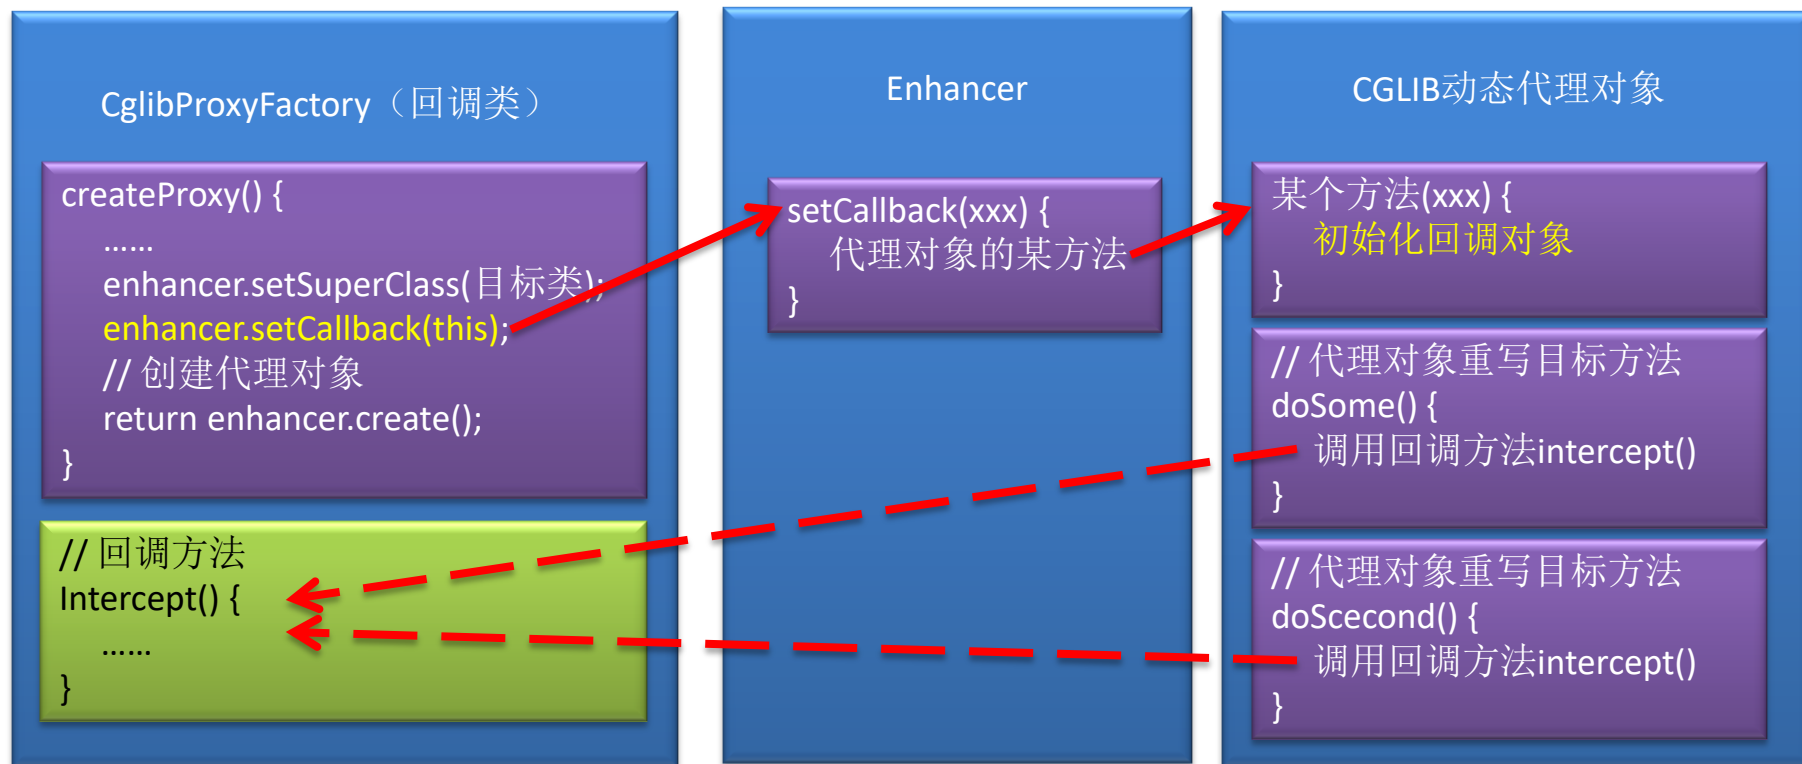 CglibProxyFactory（回调类）
createProxy() {
……
enhancer.setSuperClass(目标类);
enhancer.setCallback(this);
// 创建代理对象
return enhancer.create();
}
// 回调方法
Intercept() {
……
}
Enhancer
setCallback(xxx) {
代理对象的某方法
}
CGLIB动态代理对象
某个方法(xxx) {
初始化回调对象
}
// 代理对象重写目标方法
doSome() {
调用回调方法intercept()
}
// 代理对象重写目标方法
doScecond() {
调用回调方法intercept()
}